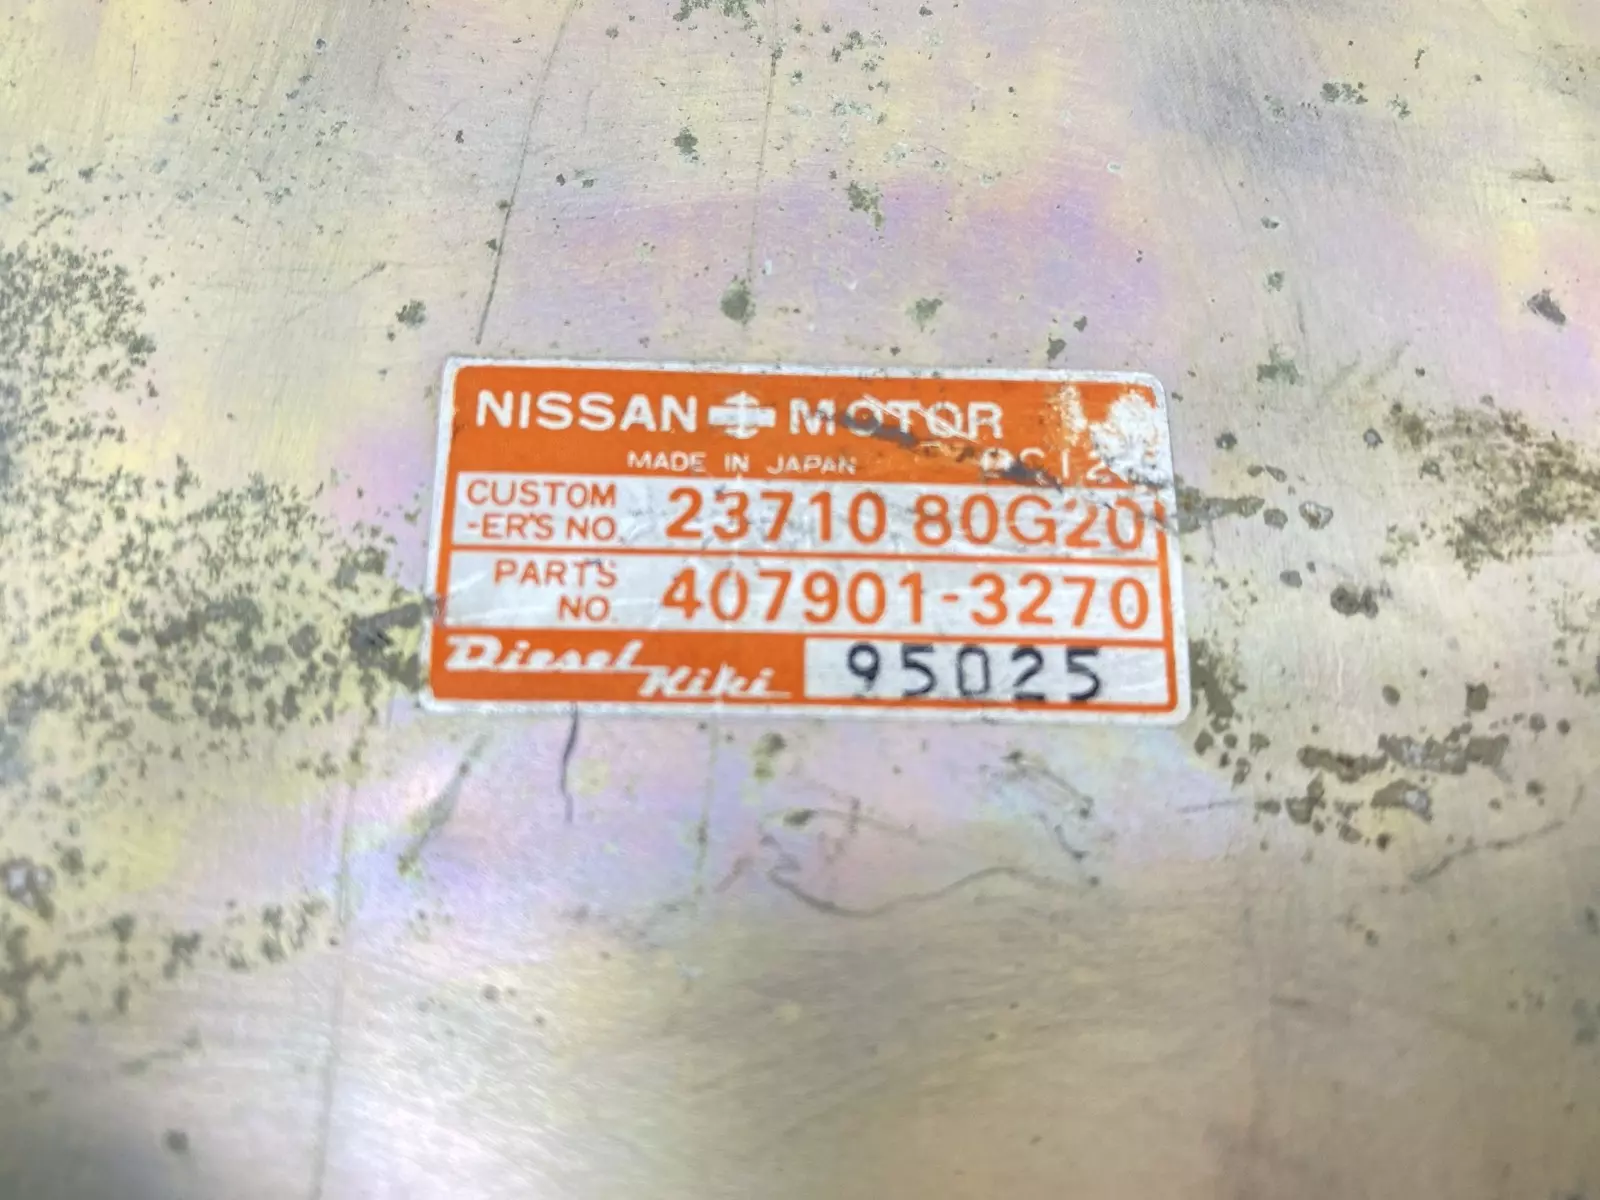 NISSAN MOTOR
MADE IN JAPAN
CUSTOM
-ER'S NO. 23710 80G20
PARTS
NO. 407901-3270
Diesel
Kiki 95025